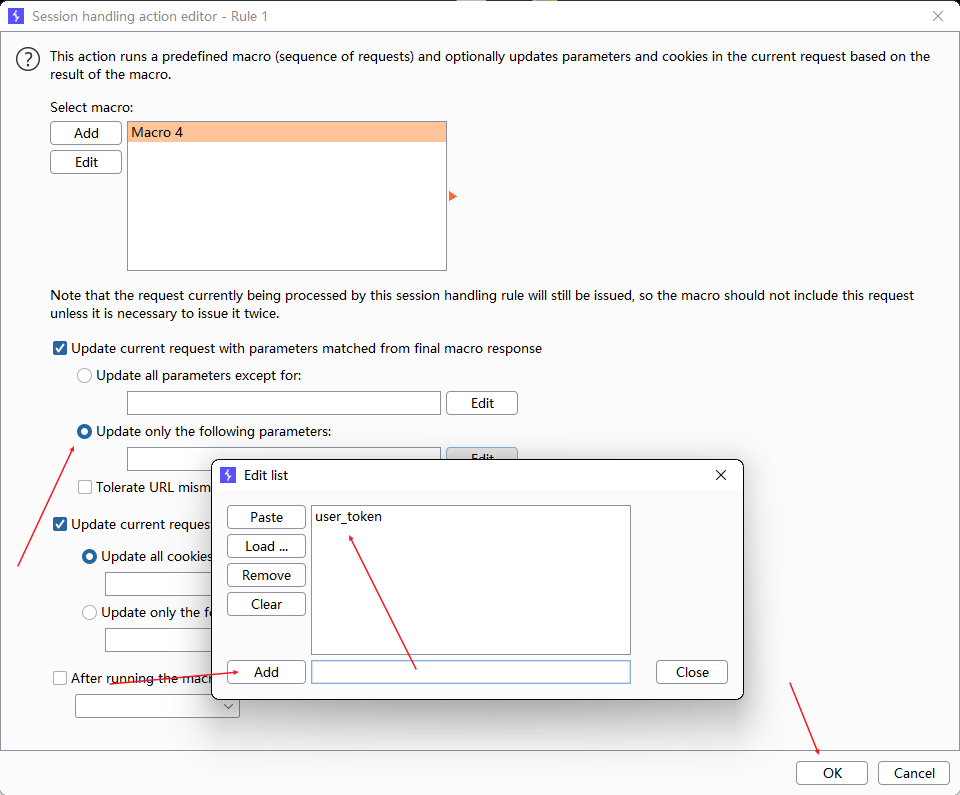 Session handling action editor - Rule 1
? This action runs a predefined macro (sequence of requests) and optionally updates parameters and cookies in the current request based on the
result of the macro.
Select macro:
Add
Macro 4
Edit
Note that the request currently being processed by this session handling rule will still be issued, so the macro should not include this request
unless it is necessary to issue it twice.
Update current request with parameters matched from final macro response
Update all parameters except for:
Edit
Update only the following parameters:
Edit
Tolerate URL mism
Update current reques
Update all cookies
Update only the f
After running the macr
Edit list
Paste
user_token
Load ...
Remove
Clear
Add
Close
OK
Cancel